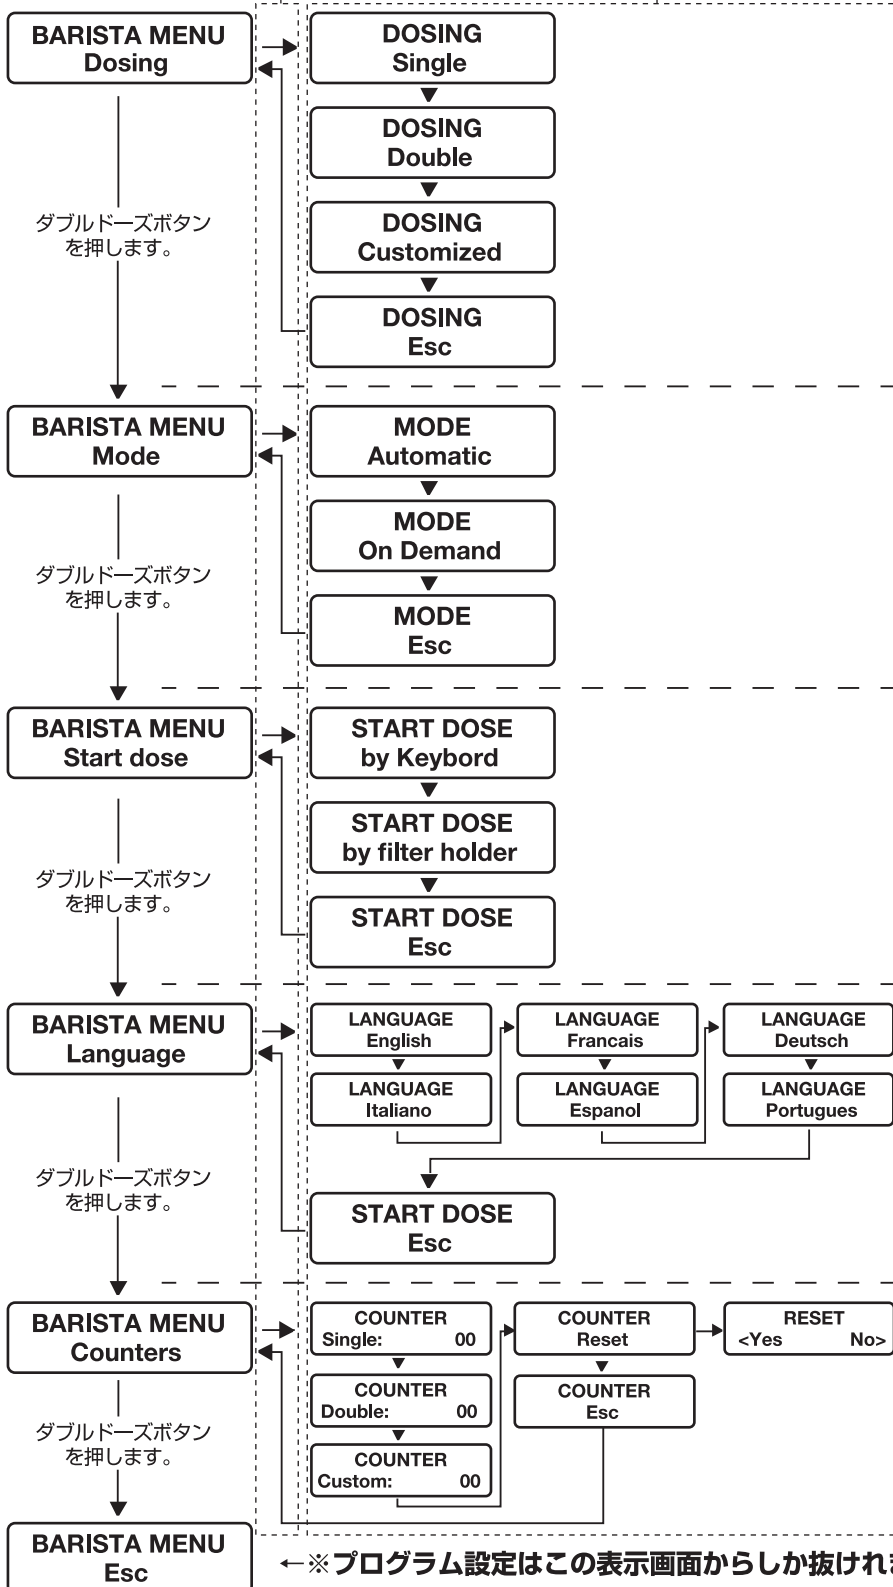 BARISTA MENU
Dosing
DOSING
Single
DOSING
Double
DOSING
Customized
DOSING
Esc
ダブルドーズボタン
を押します。
BARISTA MENU
Mode
MODE
Automatic
MODE
On Demand
MODE
Esc
ダブルドーズボタン
を押します。
BARISTA MENU
Start dose
START DOSE
by Keybord
START DOSE
by filter holder
START DOSE
Esc
ダブルドーズボタン
を押します。
BARISTA MENU
Language
LANGUAGE
English
LANGUAGE
Italiano
LANGUAGE
Francais
LANGUAGE
Espanol
LANGUAGE
Deutsch
LANGUAGE
Portugues
START DOSE
Esc
ダブルドーズボタン
を押します。
BARISTA MENU
Counters
COUNTER
Single: 00
COUNTER
Double: 00
COUNTER
Custom: 00
COUNTER
Reset
COUNTER
Esc
RESET
<Yes No>
ダブルドーズボタン
を押します。
BARISTA MENU
Esc
←※プログラム設定はこの表示画面からしか抜けれ